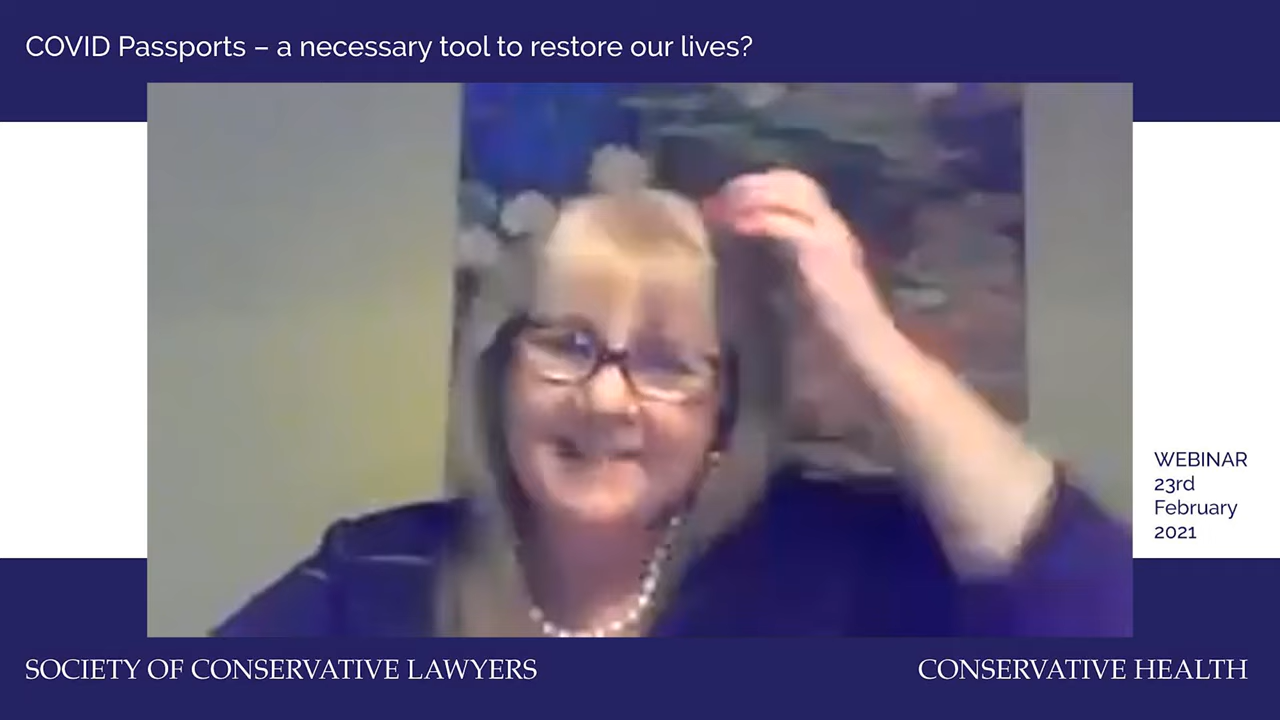 COVID Passports – a necessary tool to restore our lives?
WEBINAR
23rd
February
2021
SOCIETY OF CONSERVATIVE LAWYERS
CONSERVATIVE HEALTH